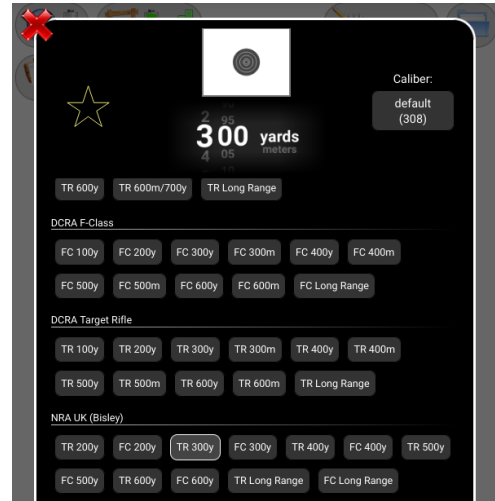 Caliber:
default
(308)
2 95
300 yards
meters
4 05
TR 600y TR 600m/700y TR Long Range
DCRA F-Class
FC 100y FC 200y FC 300y FC 300m FC 400y FC 400m
FC 500y FC 500m FC 600y FC 600m FC Long Range
DCRA Target Rifle
TR 100y TR 200y TR 300y TR 300m TR 400y TR 400m
TR 500y TR 500m TR 600y TR 600m TR Long Range
NRA UK (Bisley)
TR 200y FC 200y TR 300y FC 300y TR 400y FC 400y TR 500y
FC 500y TR 600y FC 600y TR Long Range FC Long Range